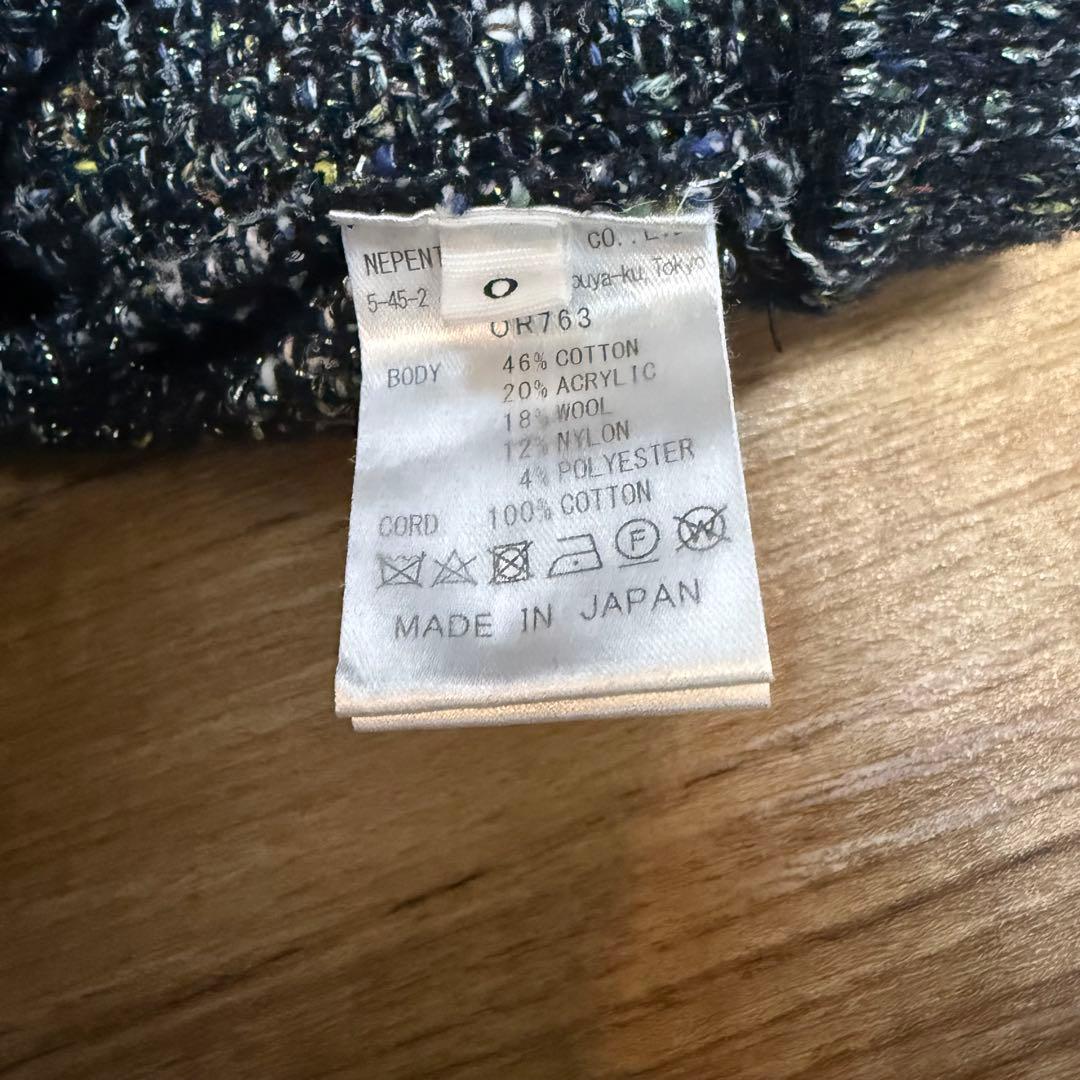 NEPENT CO.,
5-45-2 ouya-ku, Tokyo
0
OR763
BODY 46% COTTON
20% ACRYLIC
18% WOOL
12% NYLON
4% POLYESTER
CORD 100% COTTON
F W
MADE IN JAPAN